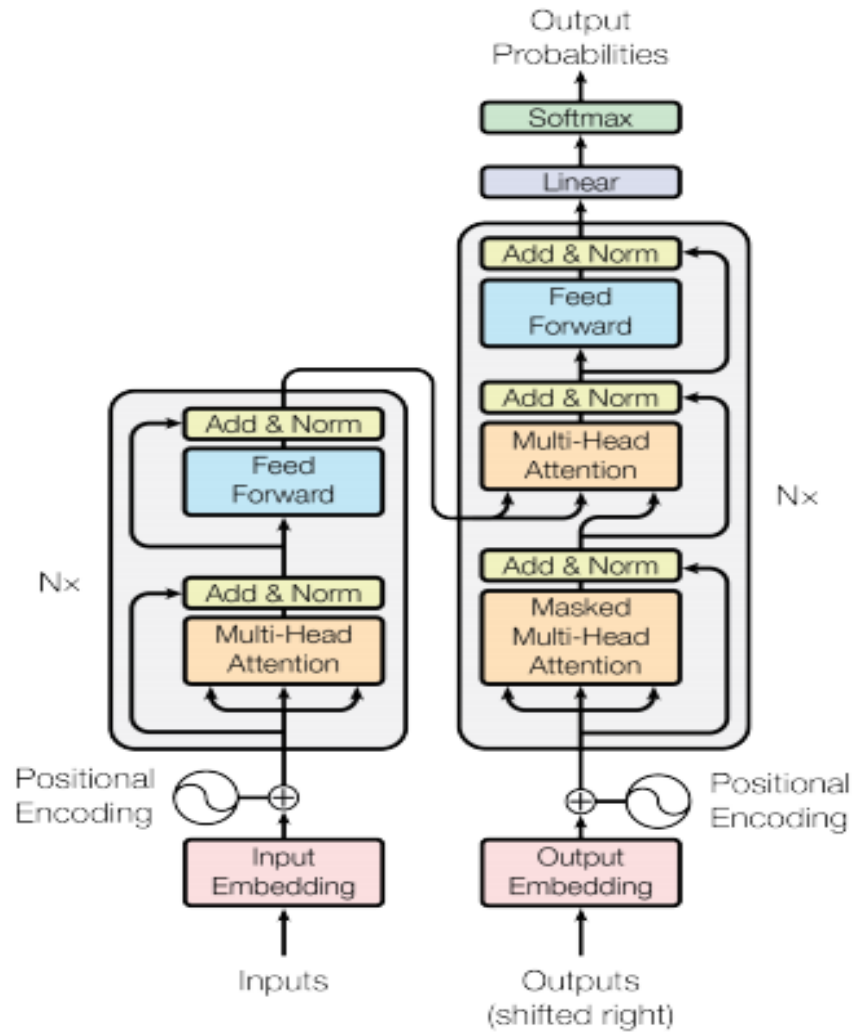 Output
Probabilities
Softmax
Linear
Add & Norm
Feed
Forward
Add & Norm
Multi-Head
Attention
Add & Norm
Masked
Multi-Head
Attention
Nx
Add & Norm
Feed
Forward
Add & Norm
Multi-Head
Attention
Nx
Positional
Encoding
Positional
Encoding
Input
Embedding
Output
Embedding
Inputs
Outputs
(shifted right)